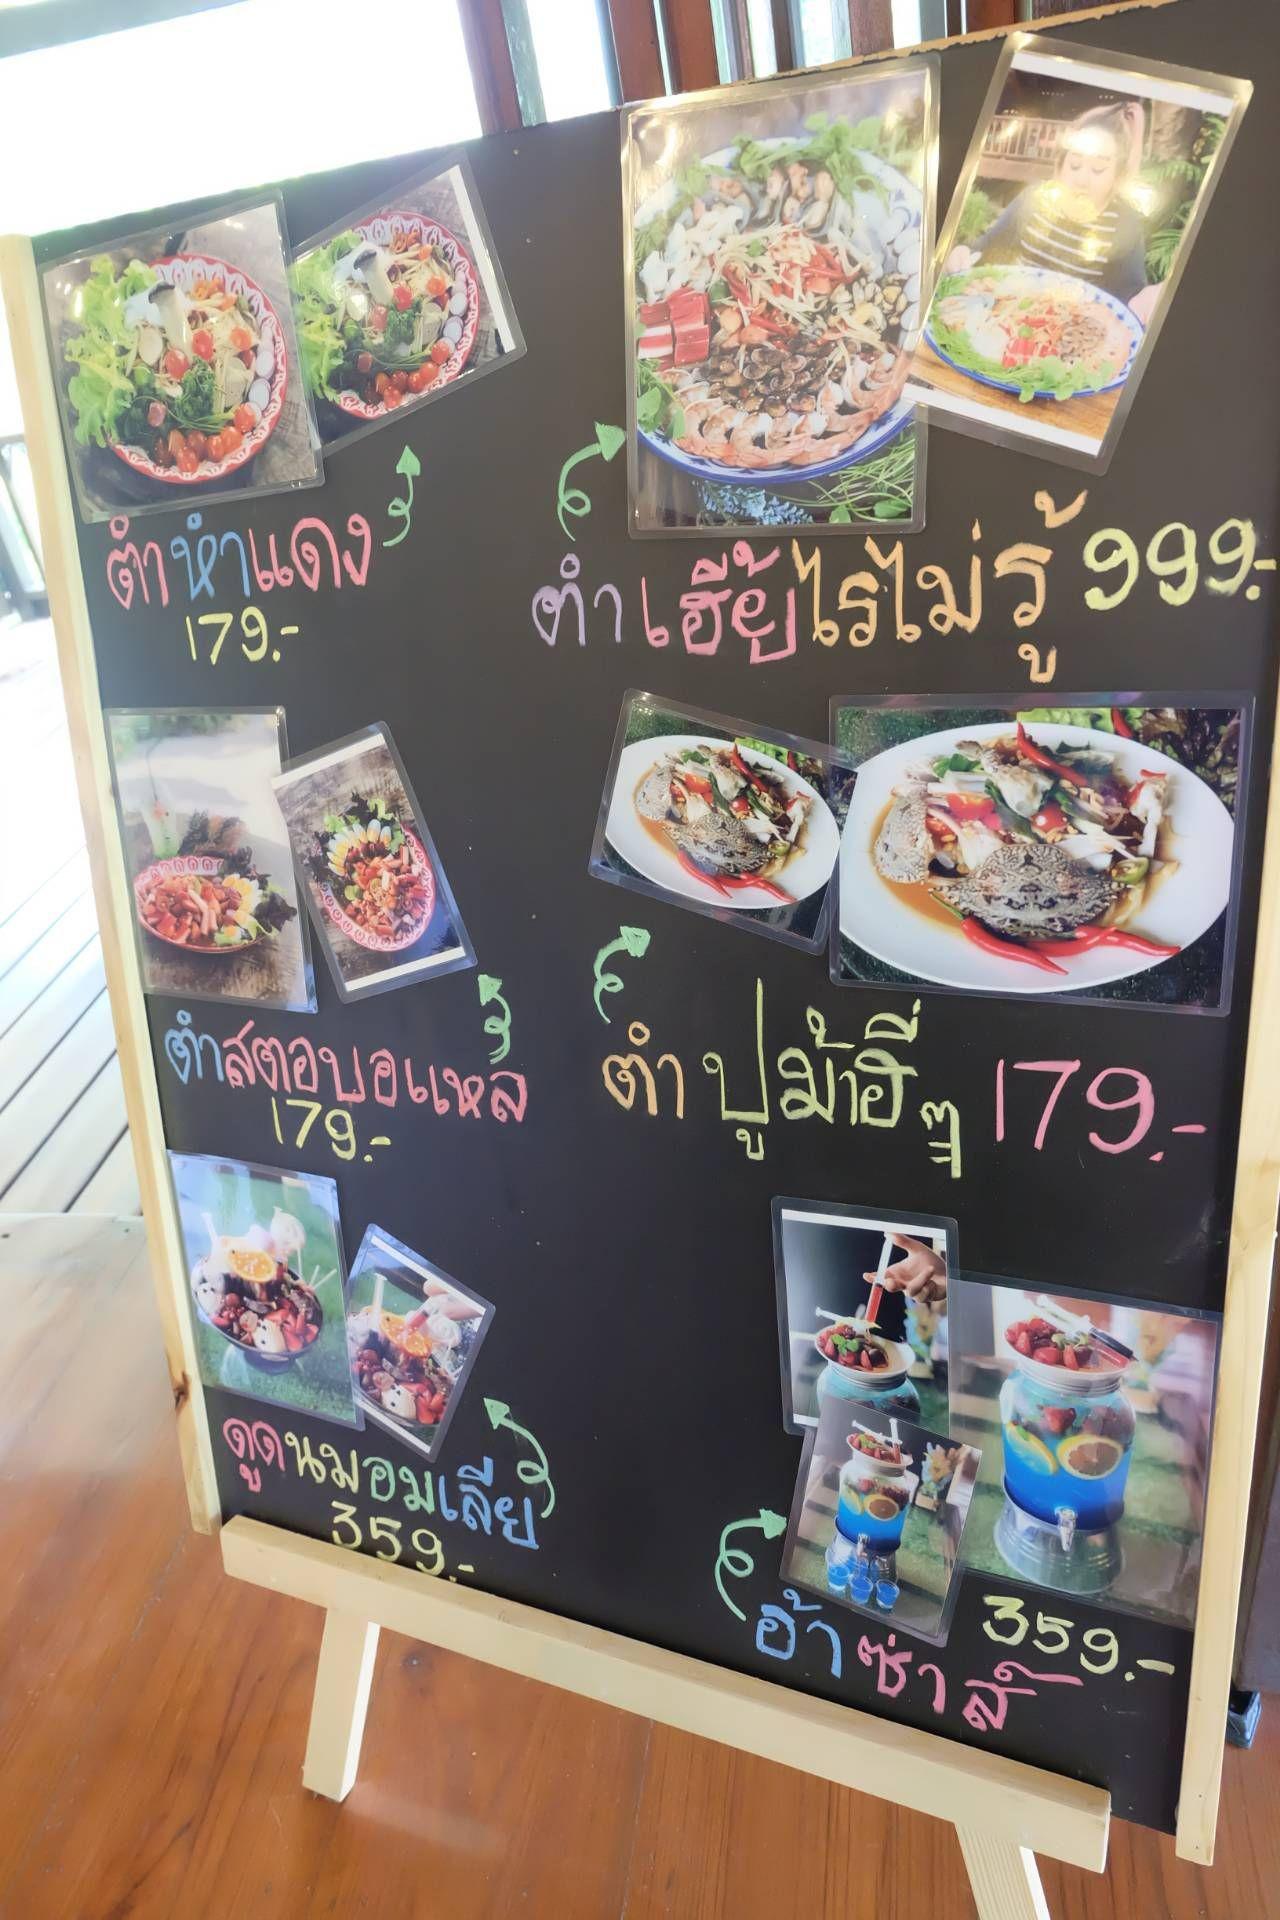 ตำหำแดง
179.-
ตำเฮียุ้ไรไม่รู้ 999.-
ตำสตอบอแหล
179.-
ตำปูม้าฮี่ๆ 179.-
ดูดนมอมเลีย
359.-
ฮ้าซ่าส์ 359.-